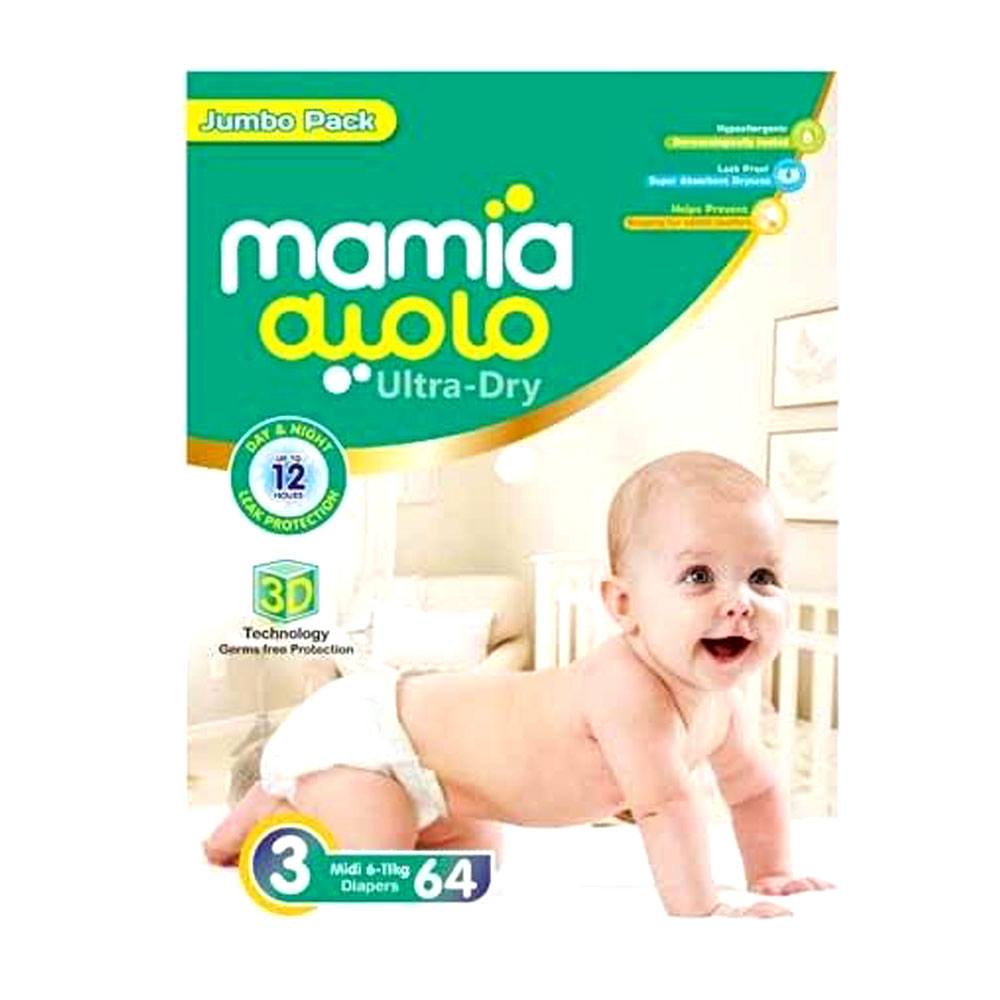 Jumbo Pack
Hypoallergenic
Dermatologically tested
Leak Proof
Super Absorbent Dryness
Helps Prevent
mamia
مامييه
Ultra-Dry
DAY & NIGHT
UP TO
12
HOURS
LEAK PROTECTION
3D
Technology
Germs free Protection
3
Midi 6-11kg
Diapers
64